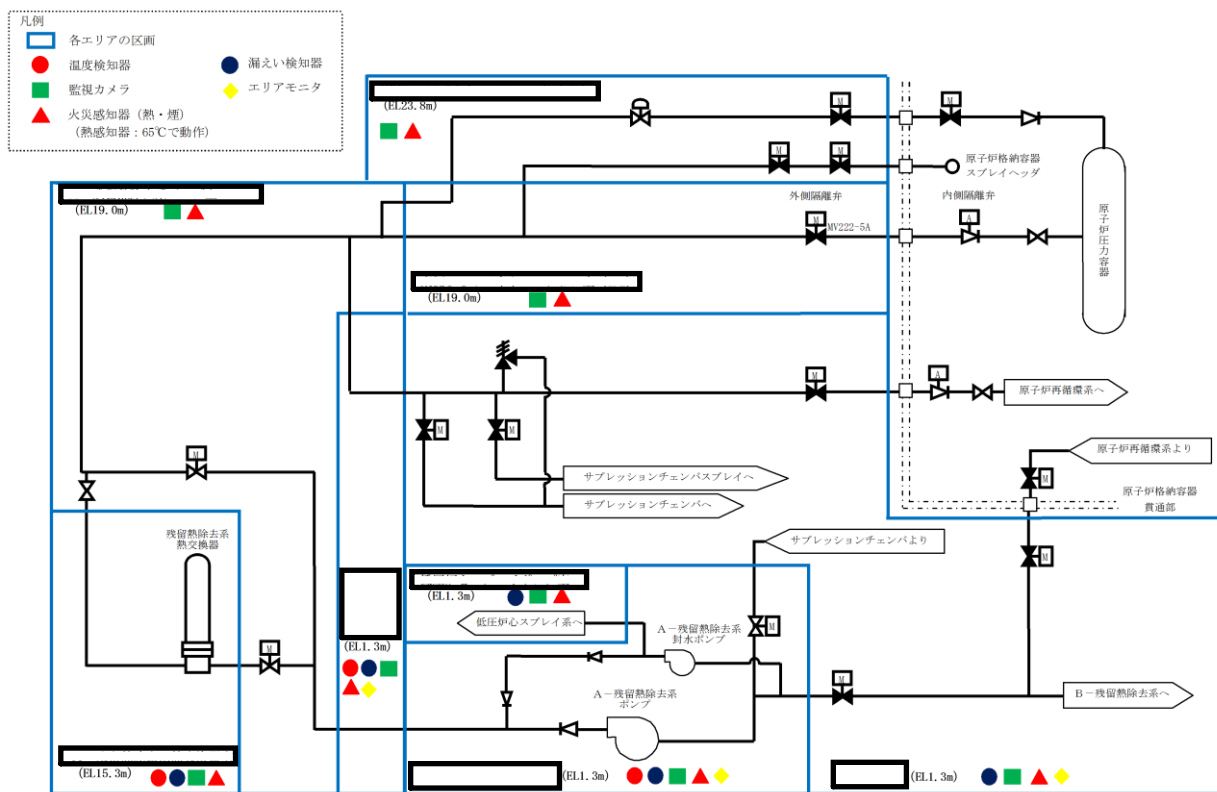 凡例
各エリアの区画
温度検知器
漏えい検知器
監視カメラ
エリアモニタ
火災感知器（熱・煙）
（熱感知器：65℃で動作）
(EL23.8m)
M
M
M
M
原子炉格納容器
スプレイヘッダ
(EL19.0m)
外側隔離弁
内側隔離弁
M
MV222-5A
A
原子炉圧力容器
(EL19.0m)
M
A
原子炉再循環系へ
M
M
M
原子炉再循環系より
サプレッションチェンバスプレイへ
M
サプレッションチェンバへ
原子炉格納容器
貫通部
残留熱除去系
熱交換器
サプレッションチェンバより
M
(EL1.3m)
低圧炉心スプレイ系へ
A－残留熱除去系
封水ポンプ
M
(EL1.3m)
M
M
A－残留熱除去系
ポンプ
B－残留熱除去系へ
(EL15.3m)
(EL1.3m)
(EL1.3m)